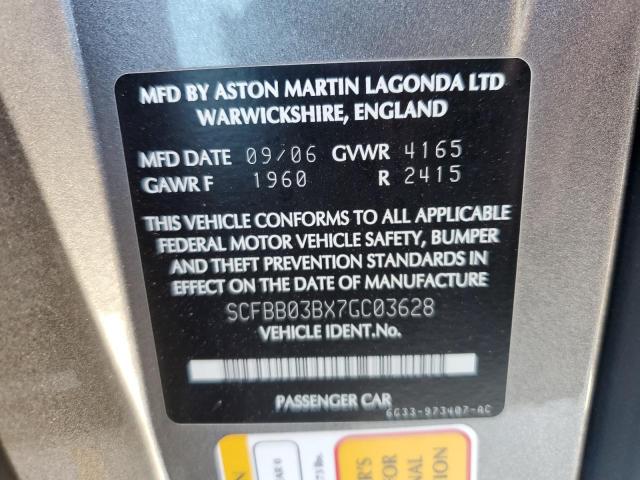 MFD BY ASTON MARTIN LAGONDA LTD
WARWICKSHIRE, ENGLAND
MFD DATE 09/06 GVWR 4165
GAWR F 1960 R 2415
THIS VEHICLE CONFORMS TO ALL APPLICABLE
FEDERAL MOTOR VEHICLE SAFETY, BUMPER
AND THEFT PREVENTION STANDARDS IN
EFFECT ON THE DATE OF MANUFACTURE
SCFBB03BX7GC03628
VEHICLE IDENT.No.
PASSENGER CAR
6G33-973407-AC